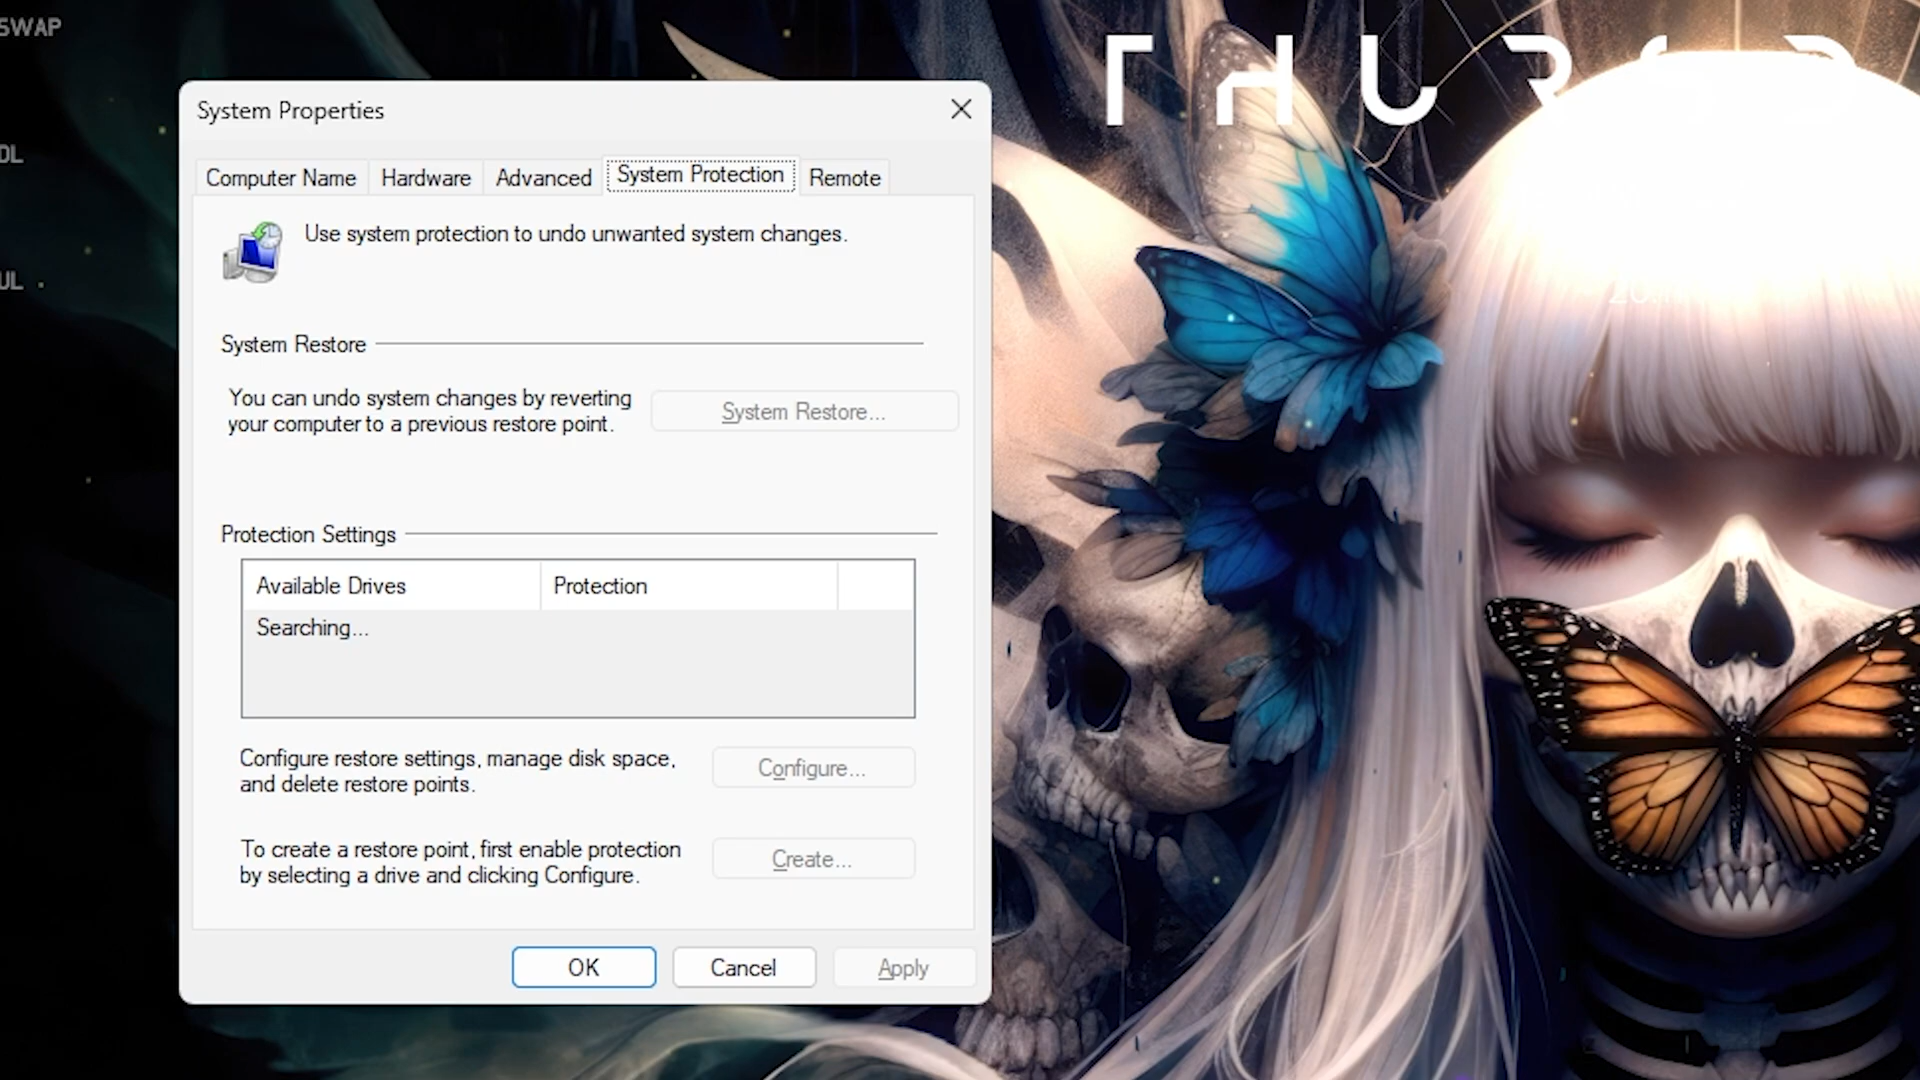 SWAP
DL
UL
System Properties
Computer Name
Hardware
Advanced
System Protection
Remote
Use system protection to undo unwanted system changes.
System Restore
You can undo system changes by reverting
your computer to a previous restore point.
System Restore...
Protection Settings
Available Drives
Protection
Searching...
Configure restore settings, manage disk space,
and delete restore points.
Configure...
To create a restore point, first enable protection
by selecting a drive and clicking Configure.
Create...
OK
Cancel
Apply